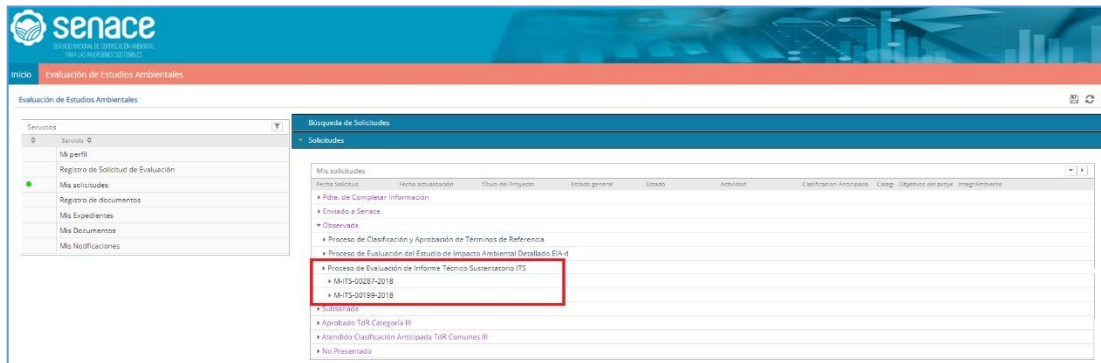 senace
SERVICIO NACIONAL DE CERTIFICACIÓN AMBIENTAL
PARA LAS INVERSIONES SOSTENIBLES
Inicio Evaluación de Estudios Ambientales
Evaluación de Estudios Ambientales
Servicios
Servicio
Mi perfil
Registro de Solicitud de Evaluación
Mis solicitudes
Registro de documentos
Mis Expedientes
Mis Documentos
Mis Notificaciones
Búsqueda de Solicitudes
Solicitudes
Mis solicitudes
Fecha Solicitud Fecha actualización Título del Proyecto Estado general Estado Actividad Clasificacion Anticipada Categ Objetivos del proye IntegrAmbiente
Pdte. de Completar Información
Enviado a Senace
Observada
Proceso de Clasificación y Aprobación de Términos de Referencia
Proceso de Evaluación del Estudio de Impacto Ambiental Detallado EIA-d
Proceso de Evaluación de Informe Técnico Sustentatorio ITS
M-ITS-00287-2018
M-ITS-00199-2018
Subsanada
Aprobado TdR Categoría III
Atendido Clasificación Anticipada TdR Comunes III
No Presentado